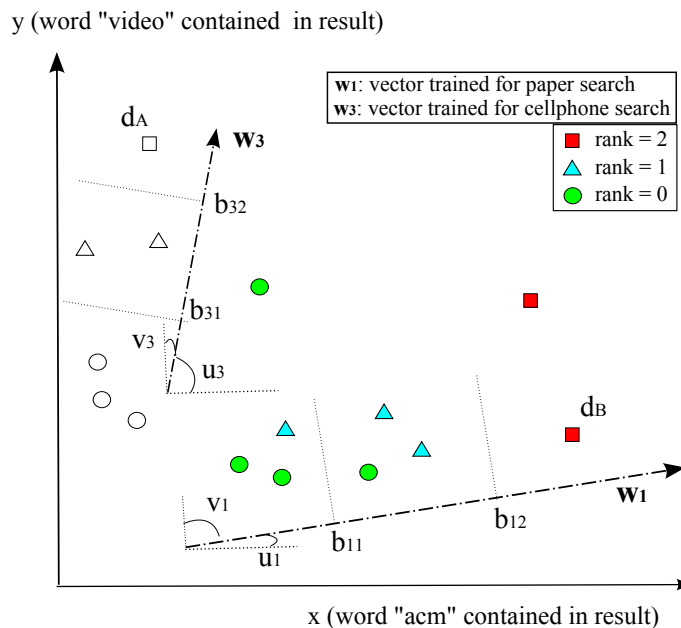 y (word "video" contained in result)
w1: vector trained for paper search
w3: vector trained for cellphone search
dA
w3
rank = 2
rank = 1
rank = 0
b32
b31
v3
u3
dB
v1
w1
b12
b11
u1
x (word "acm" contained in result)